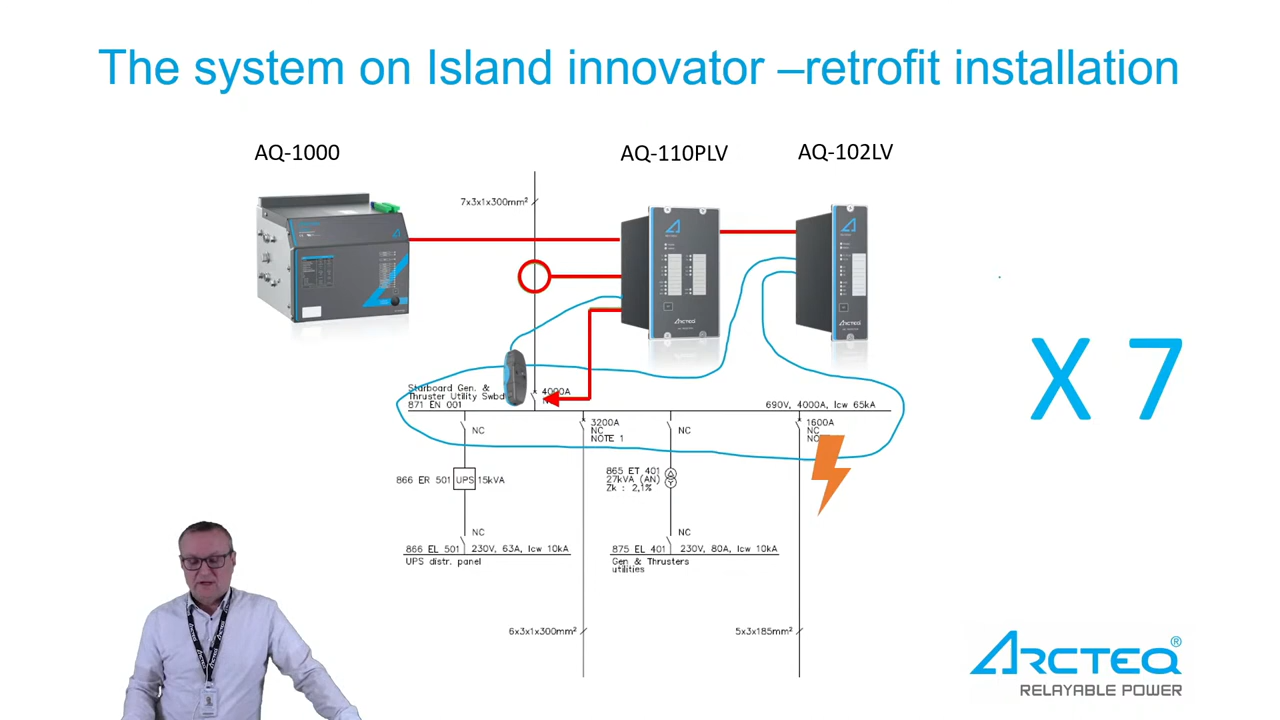 The system on Island innovator –retrofit installation
AQ-1000
AQ-110PLV
AQ-102LV
7x3x1x300mm²
ARCTEQ
ARCTEQ
X 7
Starboard Gen. &
Thruster Utility Swbd
871 EN 001
4000A
690V, 4000A, Icw 65kA
NC
3200A
NC
NOTE 1
NC
1600A
NC
866 ER 501
UPS
15kVA
865 ET 401
27kVA (AN)
Zk : 2,1%
NC
NC
866 EL 501
230V, 63A, Icw 10kA
UPS distr. panel
875 EL 401
230V, 80A, Icw 10kA
Gen & Thrusters
utilities
6x3x1x300mm²
5x3x185mm²
ARCTEQ
ARCTEQ®
RELAYABLE POWER